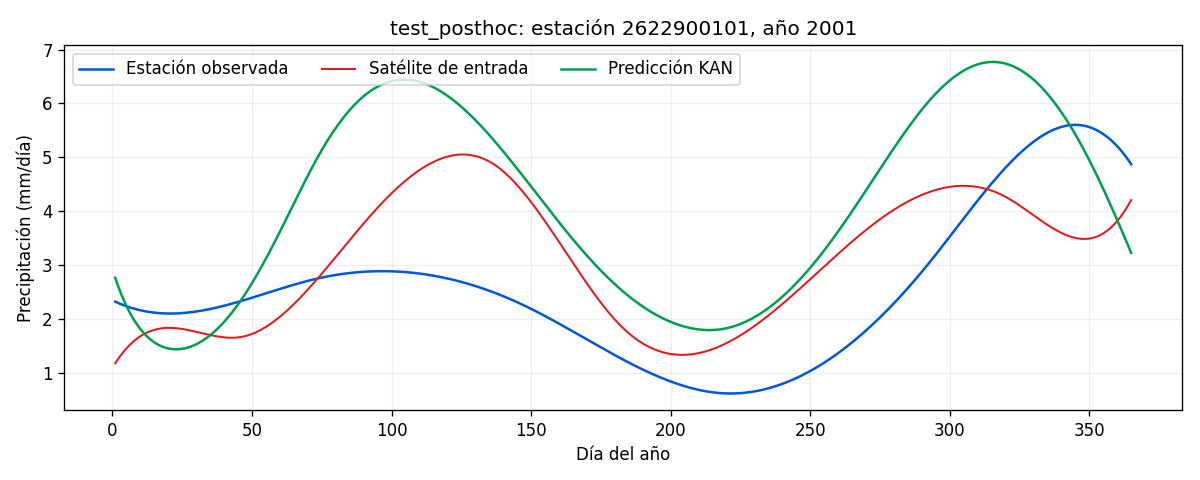 test_posthoc: estación 2622900101, año 2001
Estación observada
Satélite de entrada
Predicción KAN
Precipitación (mm/día)
7
6
5
4
3
2
1
0
50
100
150
200
250
300
350
Día del año